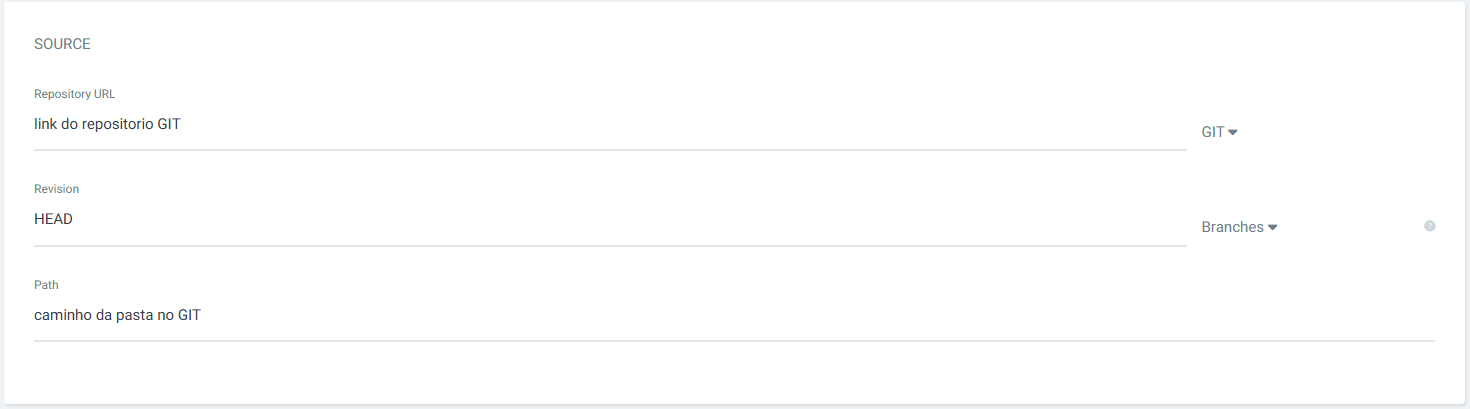 SOURCE
Repository URL
link do repositorio GIT
GIT
Revision
HEAD
Branches
?
Path
caminho da pasta no GIT